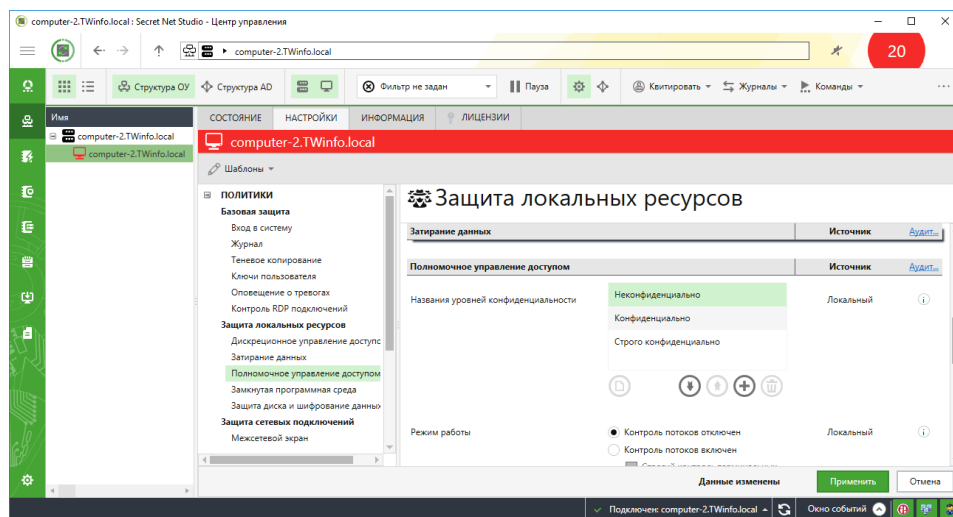 computer-2.TWinfo.local : Secret Net Studio - Центр управления
computer-2.TWinfo.local
20
Структура ОУ
Структура AD
Фильтр не задан
Пауза
Квитировать
Журналы
Команды
Имя
computer-2.TWinfo.local
computer-2.TWinfo.local
СОСТОЯНИЕ
НАСТРОЙКИ
ИНФОРМАЦИЯ
ЛИЦЕНЗИИ
computer-2.TWinfo.local
Шаблоны
ПОЛИТИКИ
Базовая защита
Вход в систему
Журнал
Теневое копирование
Ключи пользователя
Оповещение о тревогах
Контроль RDP подключений
Защита локальных ресурсов
Дискреционное управление доступс
Затирание данных
Полномочное управление доступом
Замкнутая программная среда
Защита диска и шифрование данных
Защита сетевых подключений
Межсетевой экран
Защита локальных ресурсов
Затирание данных Источник Аудит...
Полномочное управление доступом Источник Аудит...
Названия уровней конфиденциальности
Неконфиденциально
Конфиденциально
Строго конфиденциально
Локальный
Режим работы
Контроль потоков отключен
Контроль потоков включен
Локальный
Данные изменены
Применить
Отмена
Подключен: computer-2.TWinfo.local
Окно событий